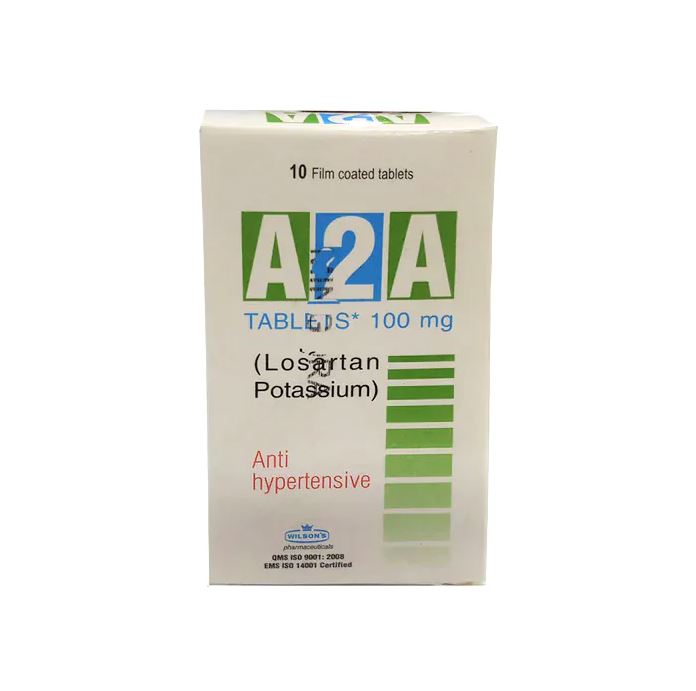 A2A
10 Film coated tablets
A2A
TABLETS* 100 mg
(Losartan
Potassium)
Anti
hypertensive
WILSON'S
pharmaceuticals
QMS ISO 9001: 2008
EMS ISO 14001 Certified